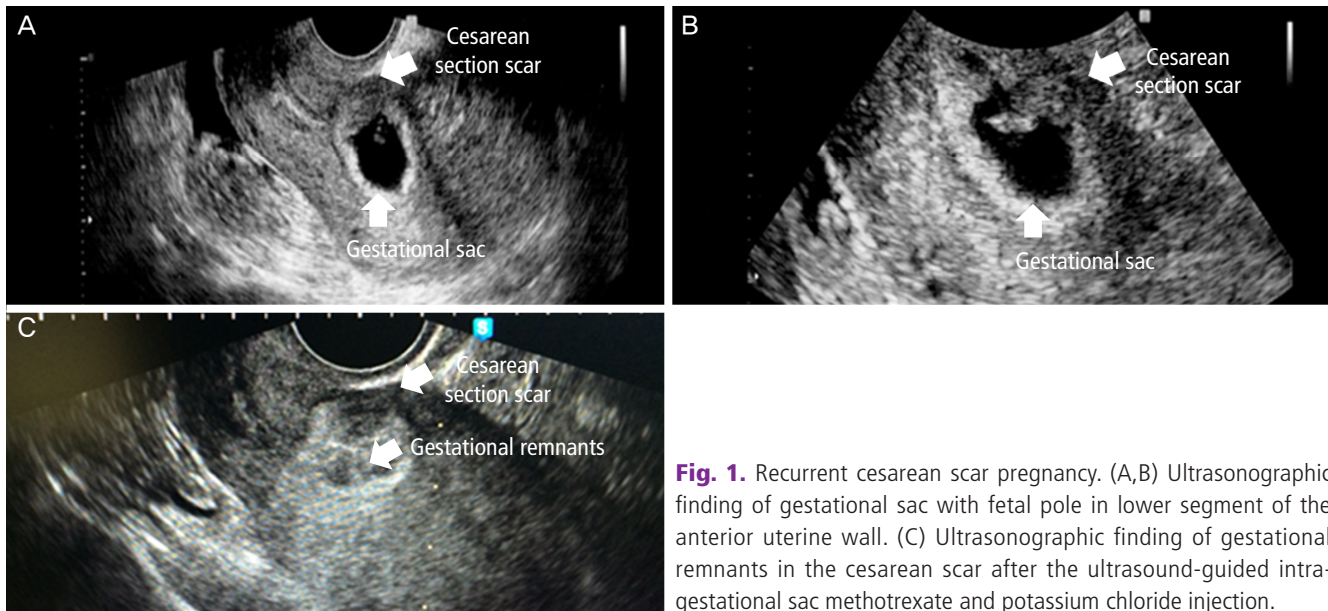 A
Cesarean
section scar
Gestational sac
B
Cesarean
section scar
Gestational sac
C
S
Cesarean
section scar
Gestational remnants
Fig. 1. Recurrent cesarean scar pregnancy. (A,B) Ultrasonographic
finding of gestational sac with fetal pole in lower segment of the
anterior uterine wall. (C) Ultrasonographic finding of gestational
remnants in the cesarean scar after the ultrasound-guided intra-
gestational sac methotrexate and potassium chloride injection.